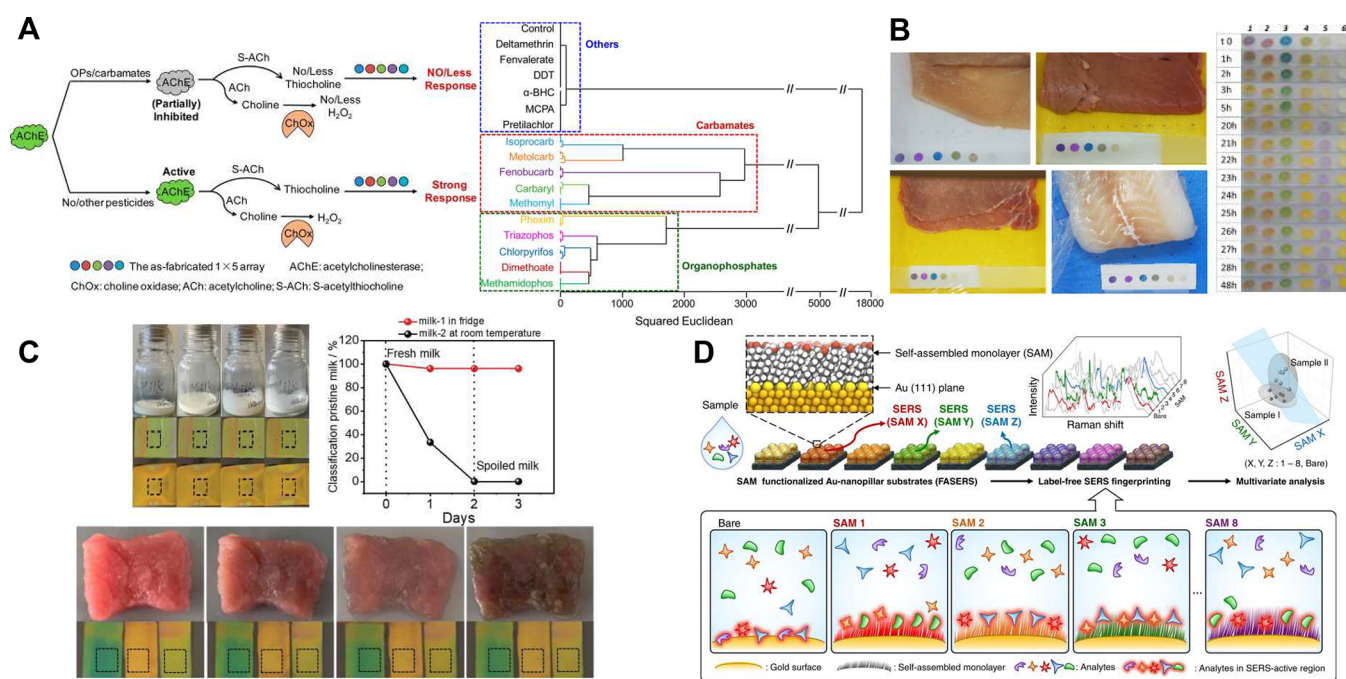 A
OPs/carbamates
AChE
(Partially
Inhibited)
S-ACh
No/Less
Thiocholine
ACh
Choline
No/Less
H2O2
ChOx
NO/Less
Response
AChE
Active
AChE
S-ACh
Thiocholine
ACh
Choline
H2O2
ChOx
Strong
Response
No/other pesticides
The as-fabricated 1×5 array
AChE: acetylcholinesterase;
ChOx: choline oxidase; ACh: acetylcholine; S-ACh: S-acetylthiocholine
Control
Deltamethrin
Fenvalerate
DDT
α-BHC
MCPA
Pretilachlor
Others
Isoprocarb
Metolcarb
Fenobucarb
Carbaryl
Methomyl
Carbamates
Phoxim
Triazophos
Chlorpyrifos
Dimethoate
Methamidophos
Organophosphates
0 1000 2000 3000 5000 18000
Squared Euclidean
B
1 2 3 4 5 6
t 0
1h
2h
3h
5h
20h
21h
22h
23h
24h
25h
26h
27h
28h
48h
C
milk-1 in fridge
milk-2 at room temperature
Classification pristine milk / %
120
100
80
60
40
20
0
Fresh milk
Spoiled milk
0 1 2 3
Days
D
Self-assembled monolayer (SAM)
Au (111) plane
Sample
SERS
(SAM X)
SERS
(SAM Y)
SERS
(SAM Z)
Intensity
Raman shift
Bare
SAM
SAM Z
SAM Y
SAM X
Sample II
Sample I
(X, Y, Z : 1 – 8, Bare)
SAM functionalized Au-nanopillar substrates (FASERS)
Label-free SERS fingerprinting
Multivariate analysis
Bare
SAM 1
SAM 2
SAM 3
SAM 8
...
: Gold surface
: Self-assembled monolayer
: Analytes
: Analytes in SERS-active region